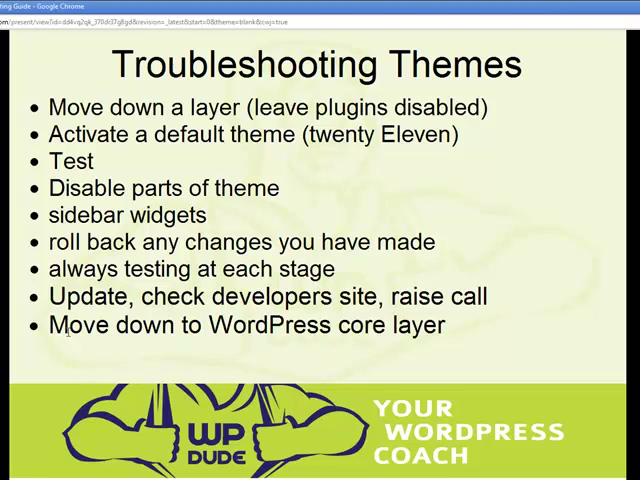 ting Guide - Google Chrome
Troubleshooting Themes
Move down a layer (leave plugins disabled)
Activate a default theme (twenty Eleven)
Test
Disable parts of theme
sidebar widgets
roll back any changes you have made
always testing at each stage
Update, check developers site, raise call
Move down to WordPress core layer
WP
DUDE
YOUR
WORDPRESS
COACH